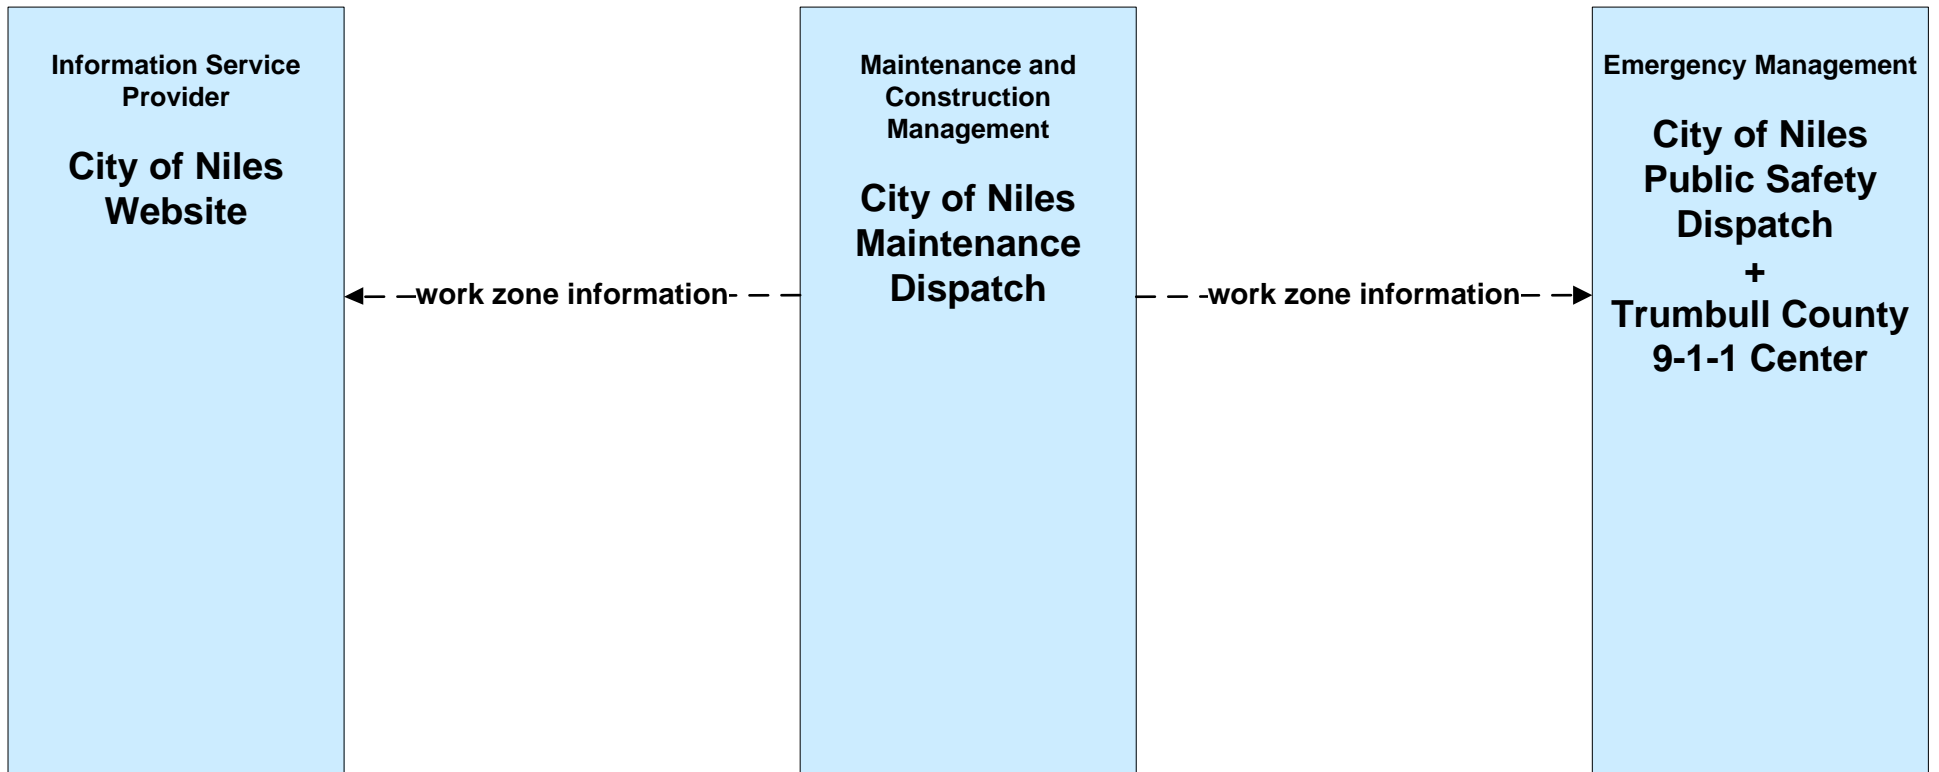 Information Service
Provider
City of Niles
Website
work zone information
Maintenance and
Construction
Management
City of Niles
Maintenance
Dispatch
work zone information
Emergency Management
City of Niles
Public Safety
Dispatch
+
Trumbull County
9-1-1 Center